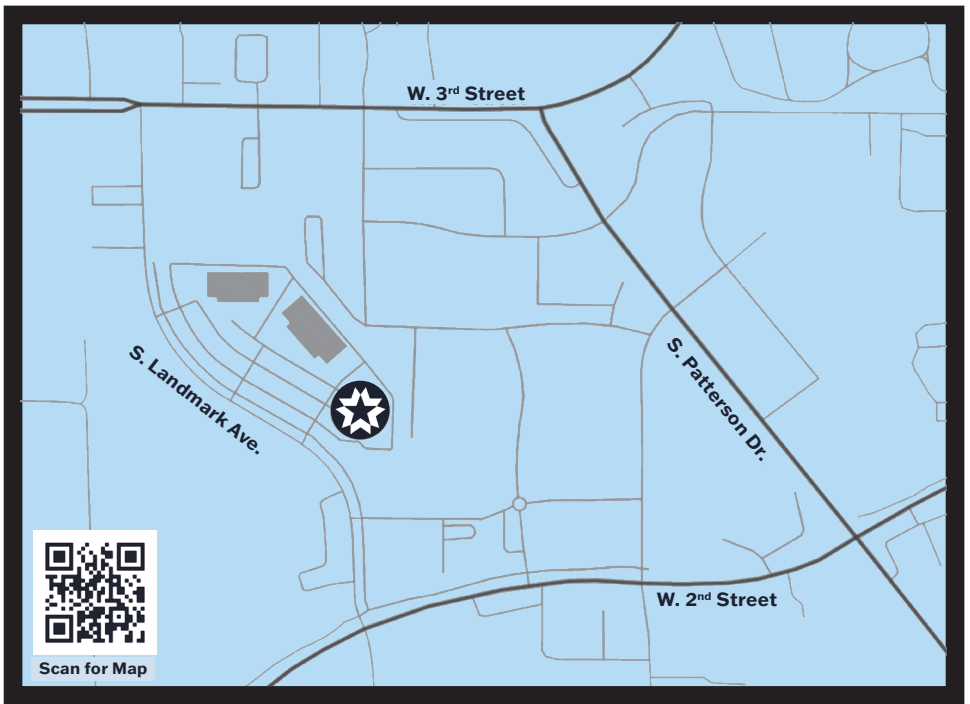 W. 3rd Street
S. Landmark Ave.
S. Patterson Dr.
W. 2nd Street
Scan for Map